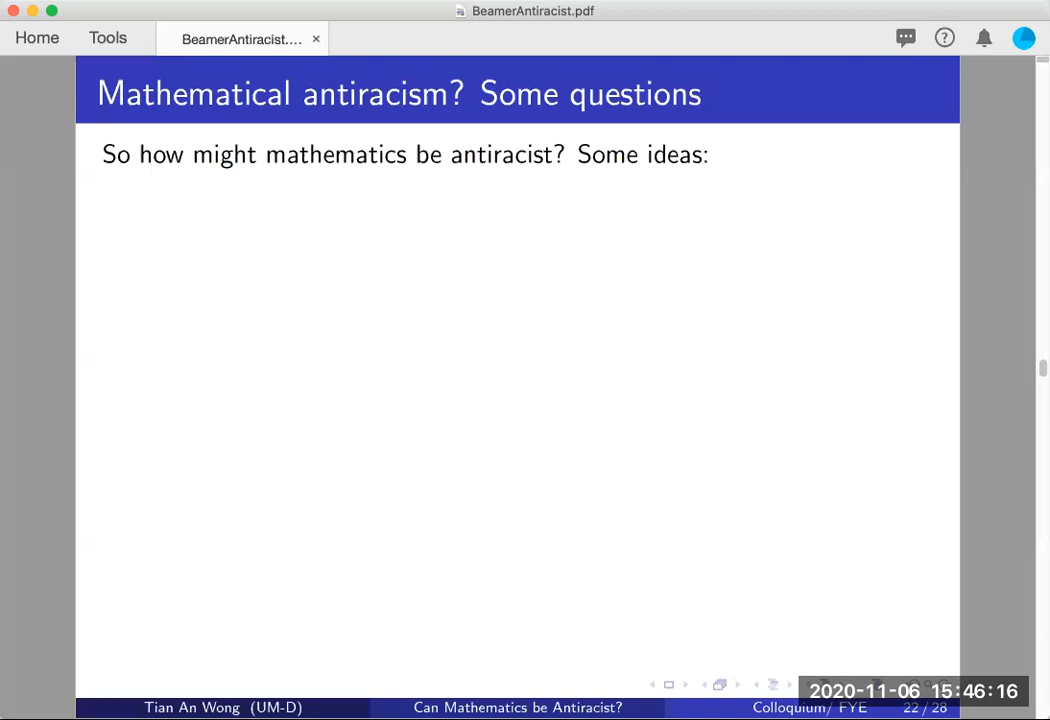 BeamerAntiracist.pdf
Home Tools BeamerAntiracist.... ×
Mathematical antiracism? Some questions
So how might mathematics be antiracist? Some ideas:
2020-11-06 15:46:16
Tian An Wong (UM-D) Can Mathematics be Antiracist? Colloquium/ FYE 22 / 28